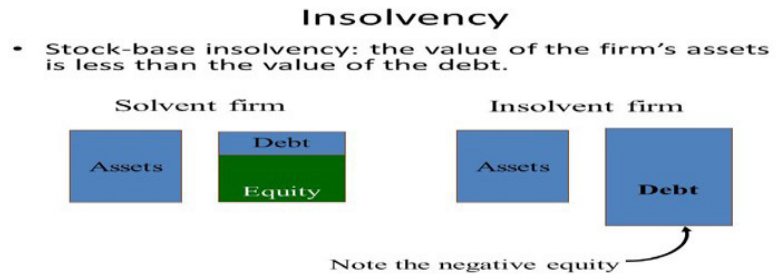 Insolvency
• Stock-base insolvency: the value of the firm's assets
is less than the value of the debt.
Solvent firm
Insolvent firm
Assets
Debt
Equity
Assets
Debt
Note the negative equity